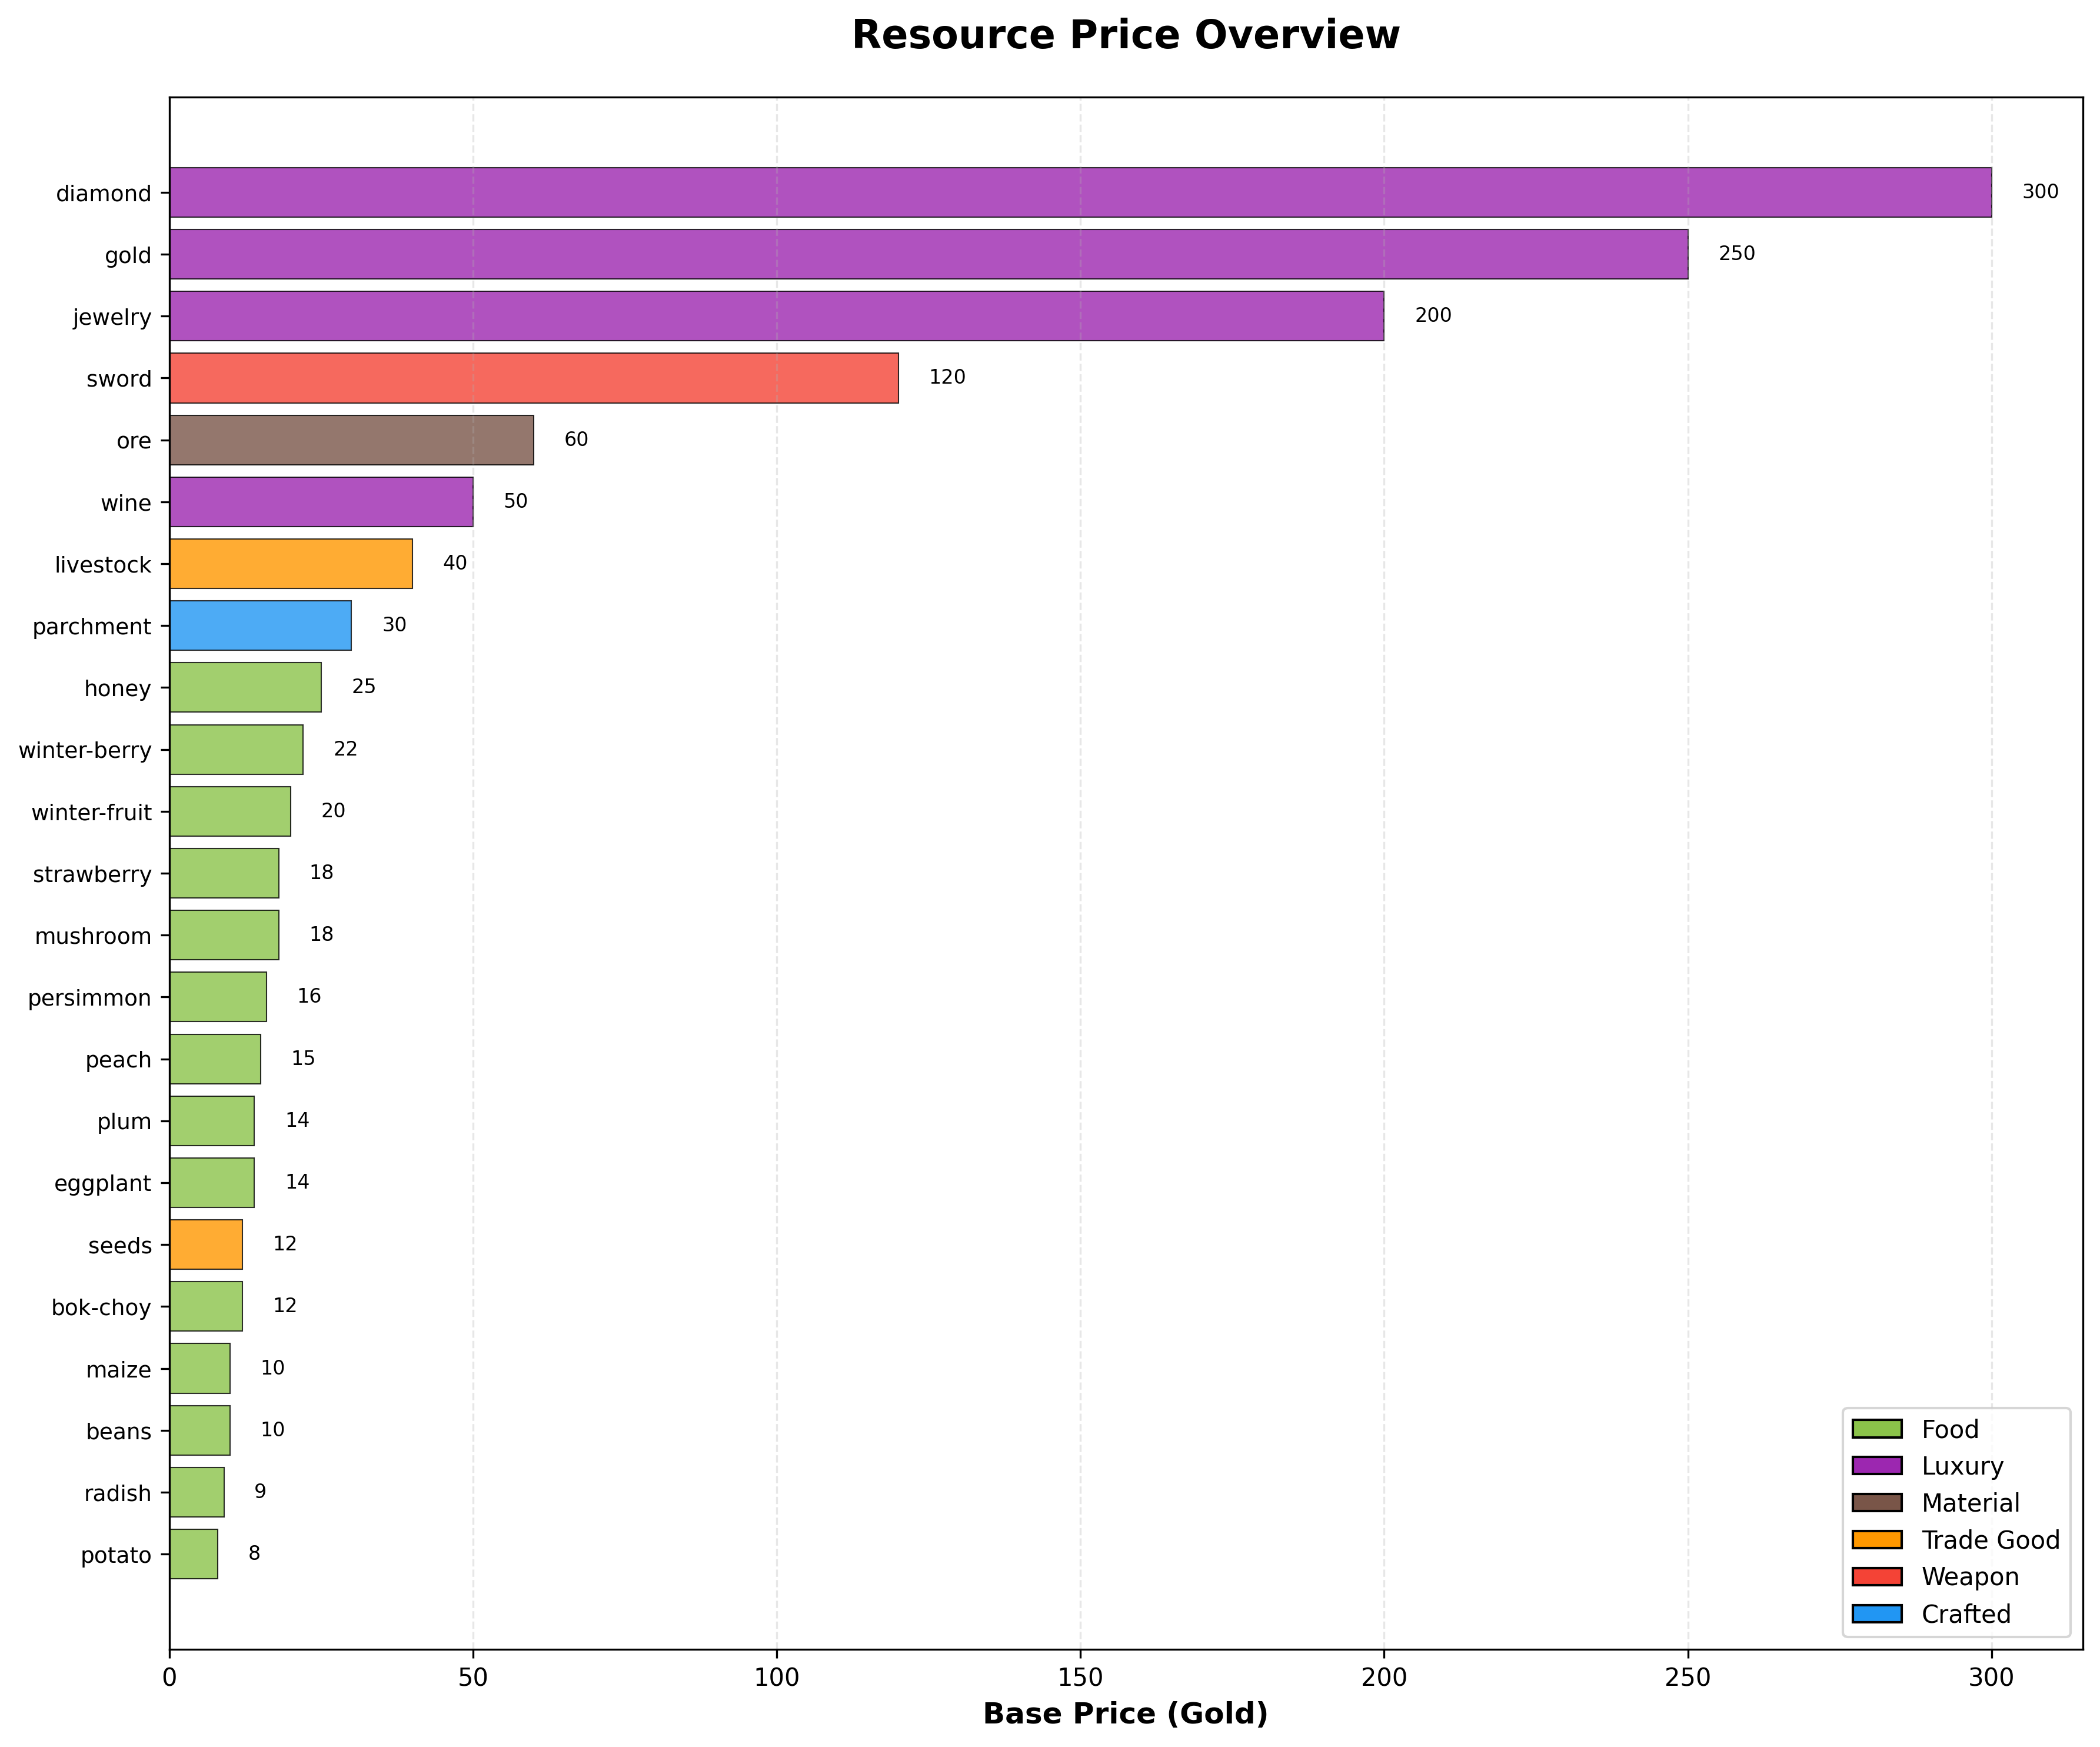 Resource Price Overview
diamond 300
gold 250
jewelry 200
sword 120
ore 60
wine 50
livestock 40
parchment 30
honey 25
winter-berry 22
winter-fruit 20
strawberry 18
mushroom 18
persimmon 16
peach 15
plum 14
eggplant 14
seeds 12
bok-choy 12
maize 10
beans 10
radish 9
potato 8
Food
Luxury
Material
Trade Good
Weapon
Crafted
0 50 100 150 200 250 300
Base Price (Gold)